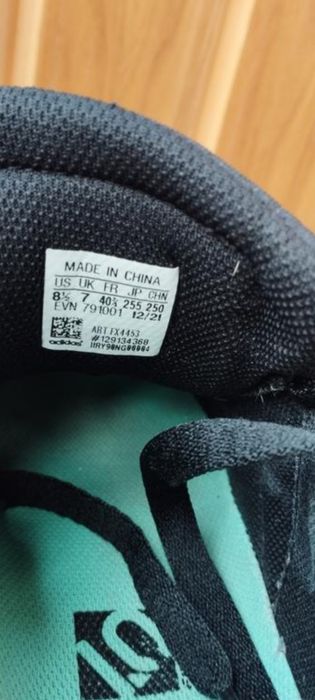 MADE IN CHINA
US UK FR JP CHN
8½ 7 40⅔ 255 250
EVN 791001 12/21
ART FX4453
#129134368
adidas